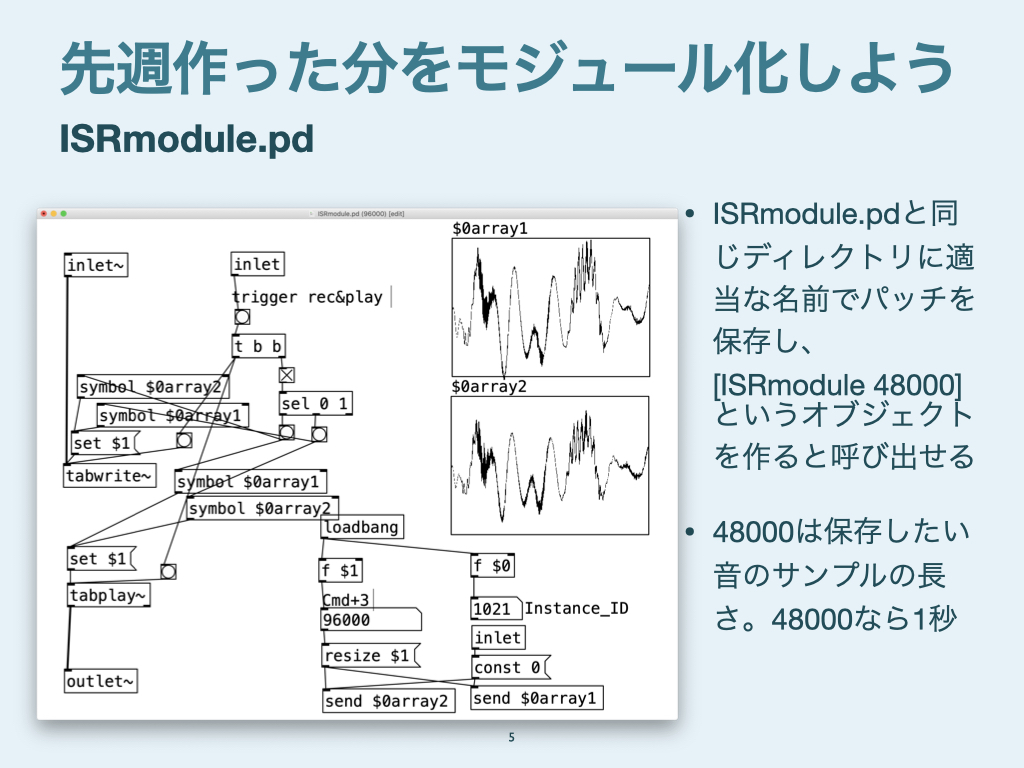 先週作った分をモジュール化しよう
ISRmodule.pd
ISRmodule.pd (96000) [edit]
$0array1
inlet~
inlet
trigger rec&play
t b b
symbol $0array2
symbol $0array1
set $1
tabwrite~
sel 0 1
$0array2
symbol $0array1
symbol $0array2
loadbang
set $1
tabplay~
outlet~
f $1
Cmd+3
96000
resize $1
send $0array2
f $0
1021 Instance_ID
inlet
const 0
send $0array1
• ISRmodule.pdと同
じディレクトリに適
当な名前でパッチを
保存し、
[ISRmodule 48000]
というオブジェクト
を作ると呼び出せる
• 48000は保存したい
音のサンプルの長
さ。48000なら1秒
5